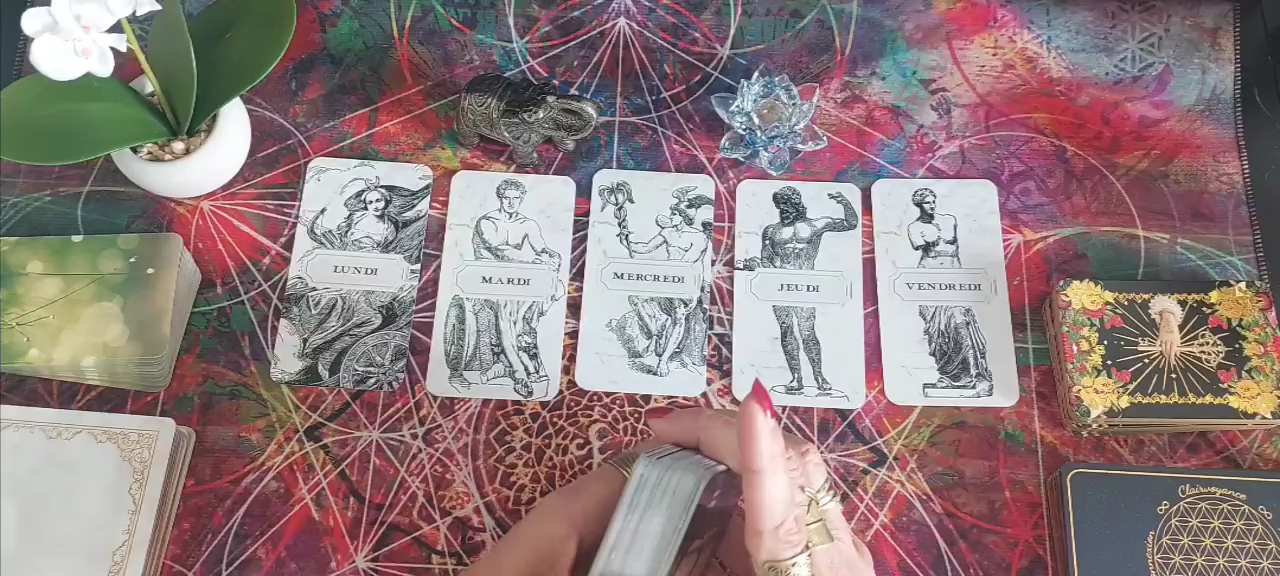 LUNDI
MARDI
MERCREDI
JEUDI
VENDREDI
Clairvoyance